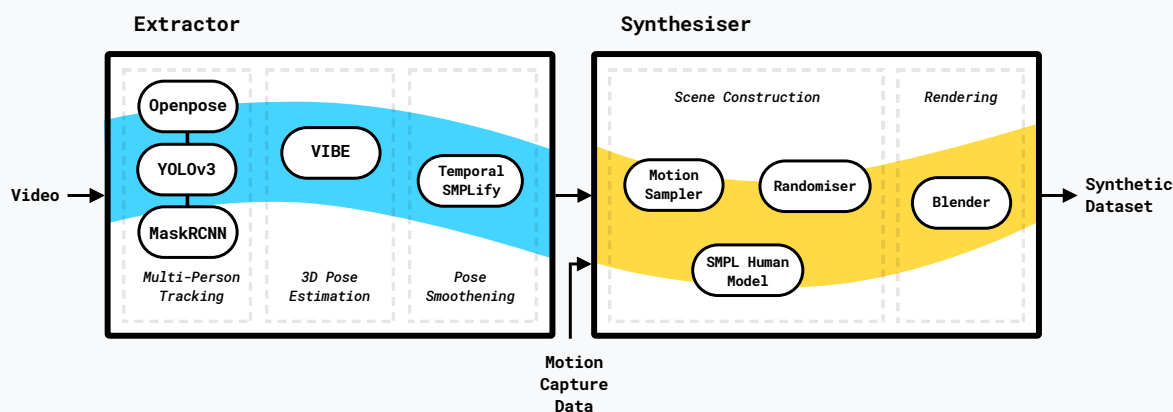 Extractor
Synthesiser
Video
Openpose
YOLOv3
MaskRCNN
Multi-Person
Tracking
VIBE
3D Pose
Estimation
Temporal
SMPLify
Pose
Smoothening
Scene Construction
Motion
Sampler
Randomiser
SMPL Human
Model
Rendering
Blender
Synthetic
Dataset
Motion
Capture
Data